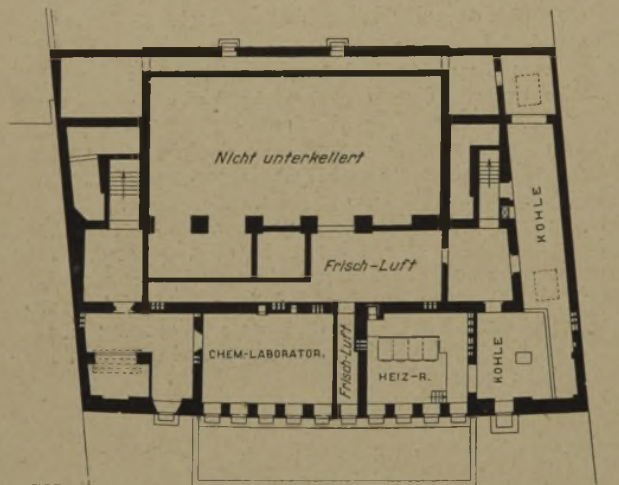 Nicht unterkellert
KOHLE
Frisch-Luft
CHEM.-LABORATOR.
Frisch-Luft
HEIZ-R.
KOHLE